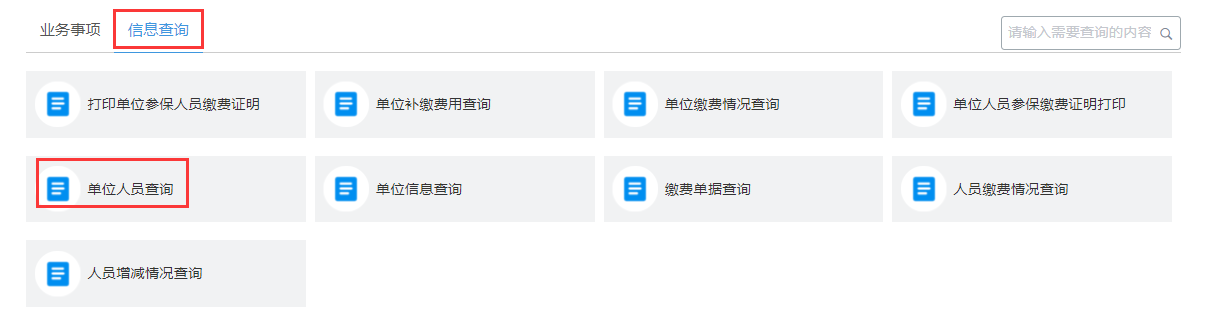 业务事项
信息查询
请输入需要查询的内容
打印单位参保人员缴费证明
单位补缴费用查询
单位缴费情况查询
单位人员参保缴费证明打印
单位人员查询
单位信息查询
缴费单据查询
人员缴费情况查询
人员增减情况查询